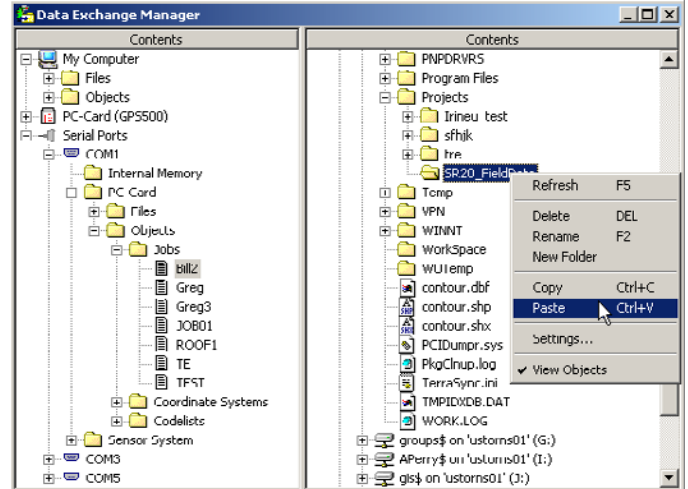 Data Exchange Manager
Contents
My Computer
Files
Objects
PC-Card (GPS500)
Serial Ports
COM1
Internal Memory
PC Card
Files
Objects
Jobs
Bill2
Greg
Greg3
JOB01
ROOF1
TE
TEST
Coordinate Systems
Codelists
Sensor System
COM3
COM5
Contents
PNPDRVRS
Program Files
Projects
Irineu test
sfhjk
tre
SR20_FieldData
Temp
VPN
WINNT
WorkSpace
WUTemp
contour.dbf
contour.shp
contour.shx
PCIDumpr.sys
PkgClnup.log
TerraSync.ini
TMPIDXDB.DAT
WORK.LOG
groups$ on 'ustorns01' (G:)
APerry$ on 'ustorns01' (I:)
gis$ on 'ustorns01' (J:)
Refresh F5
Delete DEL
Rename F2
New Folder
Copy Ctrl+C
Paste Ctrl+V
Settings...
View Objects